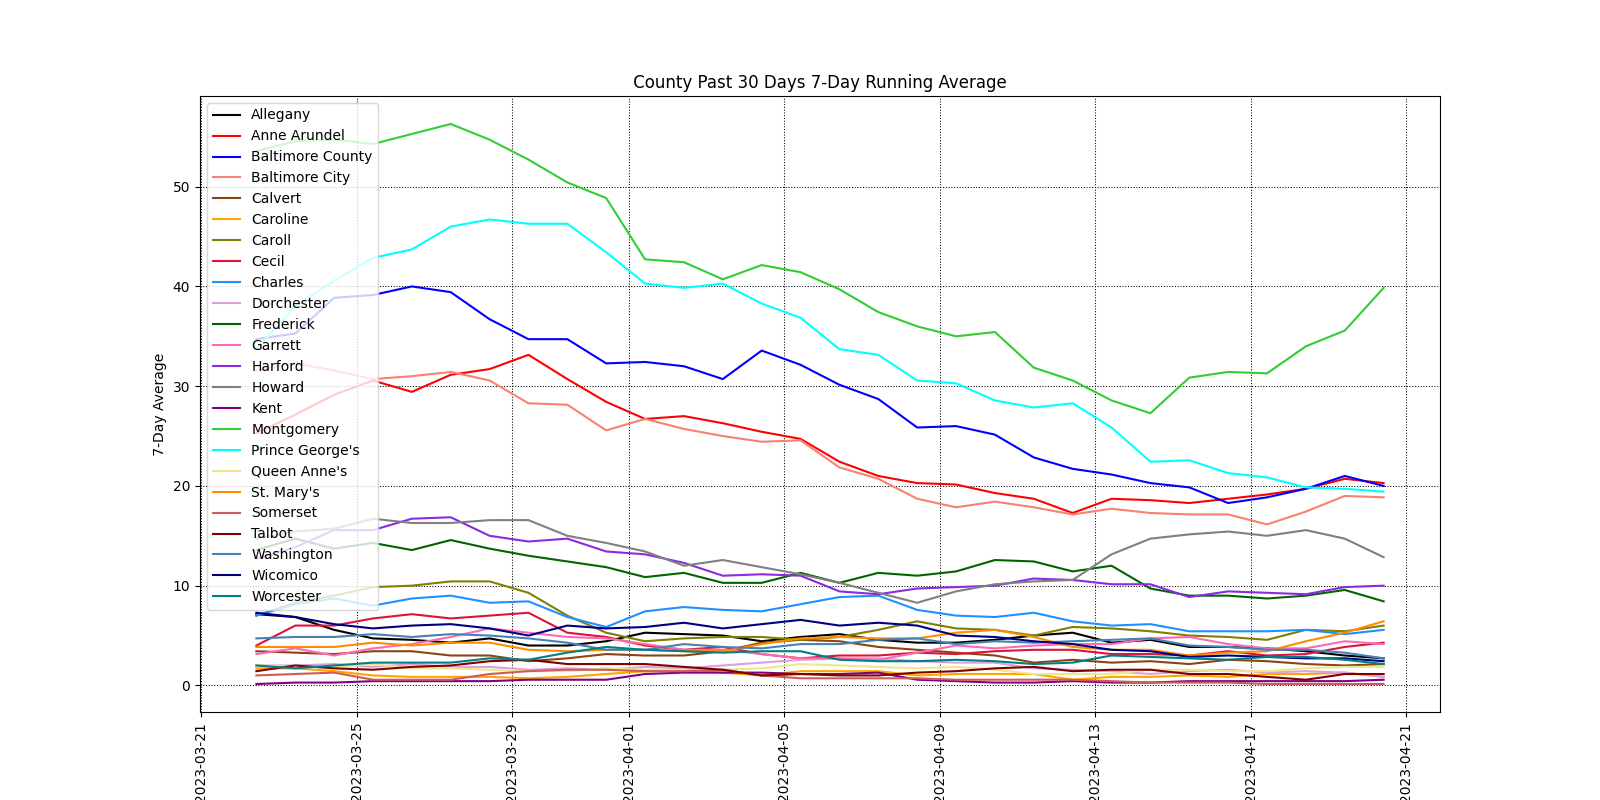 County Past 30 Days 7-Day Running Average
Allegany
Anne Arundel
Baltimore County
Baltimore City
Calvert
Caroline
Caroll
Cecil
Charles
Dorchester
Frederick
Garrett
Harford
Howard
Kent
Montgomery
Prince George's
Queen Anne's
St. Mary's
Somerset
Talbot
Washington
Wicomico
Worcester
7-Day Average
50
40
30
20
10
0
2023-03-21
2023-03-25
2023-03-29
2023-04-01
2023-04-05
2023-04-09
2023-04-13
2023-04-17
2023-04-21